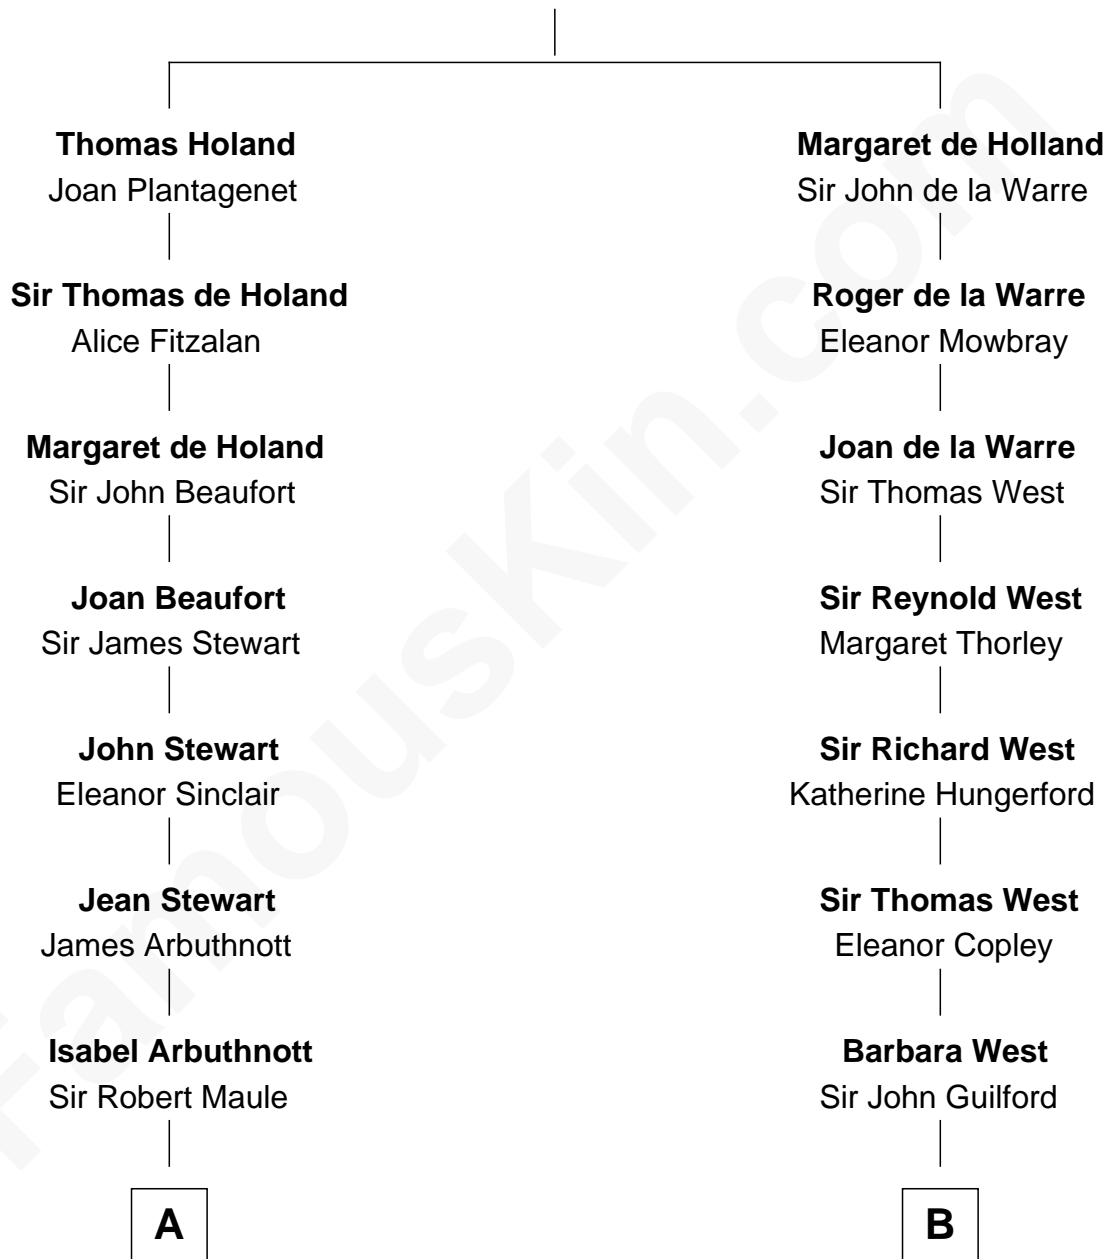 Thomas Holand
Joan Plantagenet
Sir Thomas de Holand
Alice Fitzalan
Margaret de Holand
Sir John Beaufort
Joan Beaufort
Sir James Stewart
John Stewart
Eleanor Sinclair
Jean Stewart
James Arbuthnott
Isabel Arbuthnott
Sir Robert Maule
A
Margaret de Holland
Sir John de la Warre
Roger de la Warre
Eleanor Mowbray
Joan de la Warre
Sir Thomas West
Sir Reynold West
Margaret Thorley
Sir Richard West
Katherine Hungerford
Sir Thomas West
Eleanor Copley
Barbara West
Sir John Guilford
B
FamousKin.com